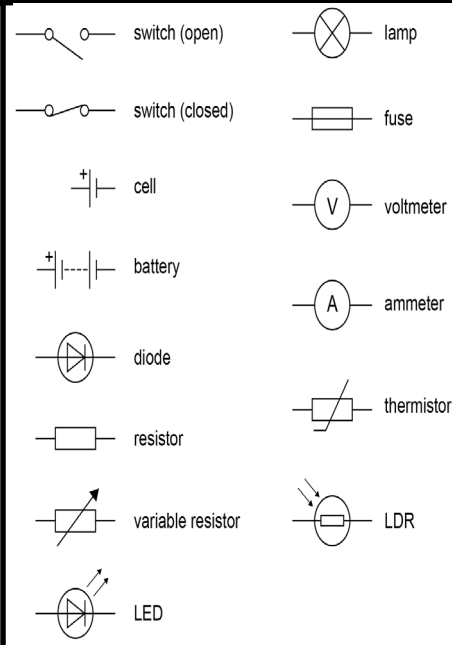 switch (open)
switch (closed)
+
cell
+
battery
diode
resistor
variable resistor
LED
lamp
fuse
V
voltmeter
A
ammeter
thermistor
LDR